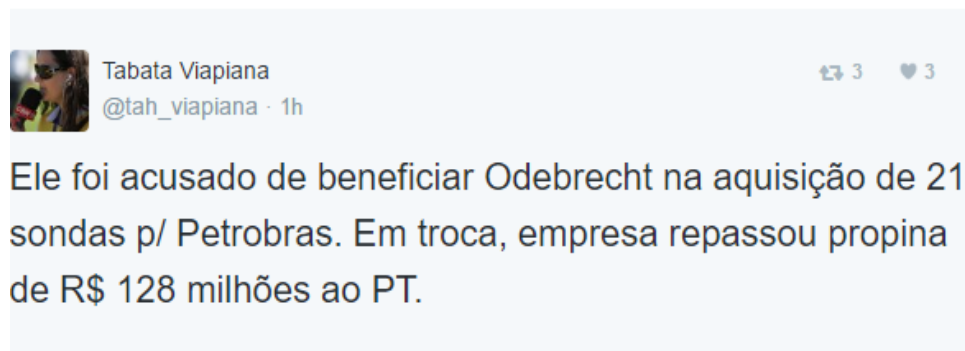 Tabata Viapiana
3 3
@tah_viapiana · 1h
Ele foi acusado de beneficiar Odebrecht na aquisição de 21
sondas p/ Petrobras. Em troca, empresa repassou propina
de R$ 128 milhões ao PT.